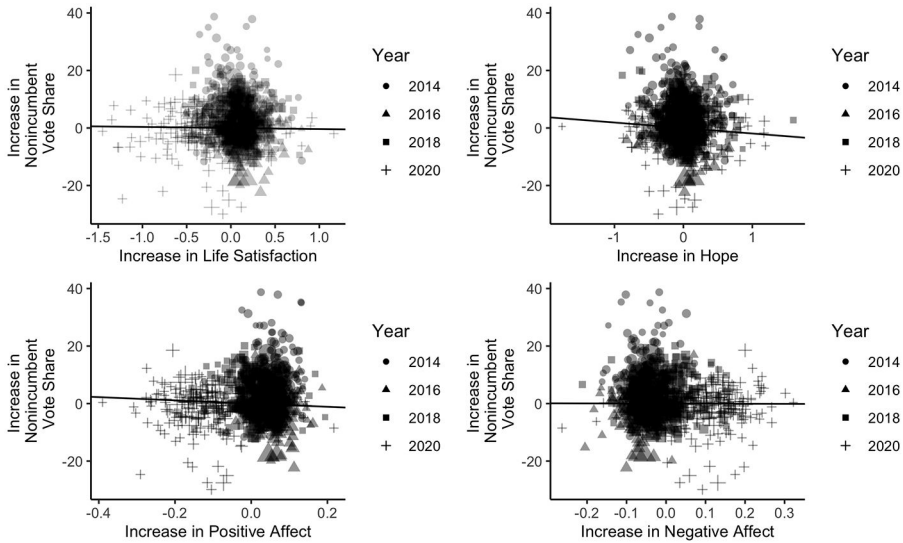 Increase in
Nonincumbent
Vote Share
40
20
0
-20
-1.5
-1.0
-0.5
0.0
0.5
1.0
Increase in Life Satisfaction
Year
2014
2016
2018
2020
Increase in
Nonincumbent
Vote Share
40
20
0
-20
-1
0
1
Increase in Hope
Year
2014
2016
2018
2020
Increase in
Nonincumbent
Vote Share
40
20
0
-20
-0.4
-0.2
0.0
0.2
Increase in Positive Affect
Year
2014
2016
2018
2020
Increase in
Nonincumbent
Vote Share
40
20
0
-20
-0.2
-0.1
0.0
0.1
0.2
0.3
Increase in Negative Affect
Year
2014
2016
2018
2020